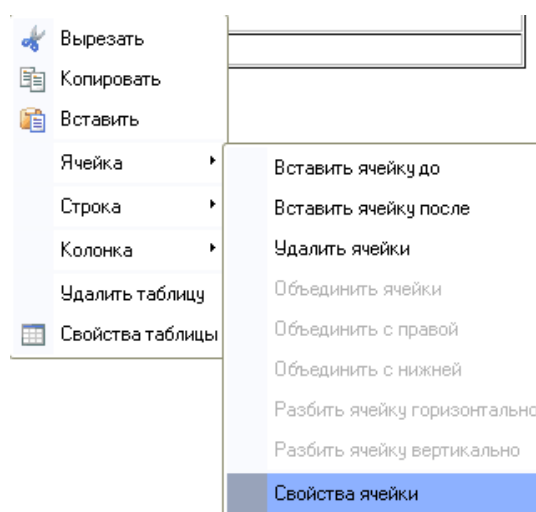 Вырезать
Копировать
Вставить
Ячейка
Строка
Колонка
Удалить таблицу
Свойства таблицы
Вставить ячейку до
Вставить ячейку после
Удалить ячейки
Объединить ячейки
Объединить с правой
Объединить с нижней
Разбить ячейку горизонтально
Разбить ячейку вертикально
Свойства ячейки